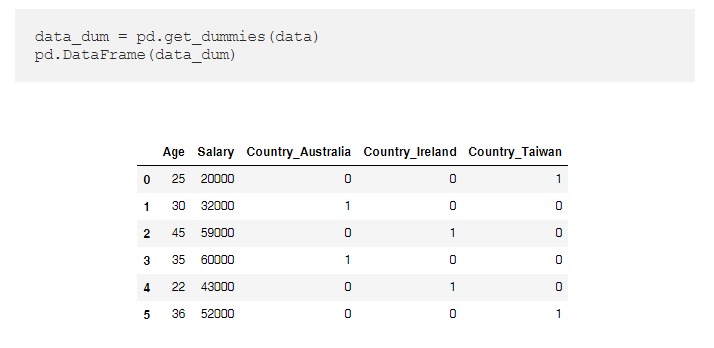 data_dum = pd.get_dummies(data)
pd.DataFrame(data_dum)
Age Salary Country_Australia Country_Ireland Country_Taiwan
0 25 20000 0 0 1
1 30 32000 1 0 0
2 45 59000 0 1 0
3 35 60000 1 0 0
4 22 43000 0 1 0
5 36 52000 0 0 1